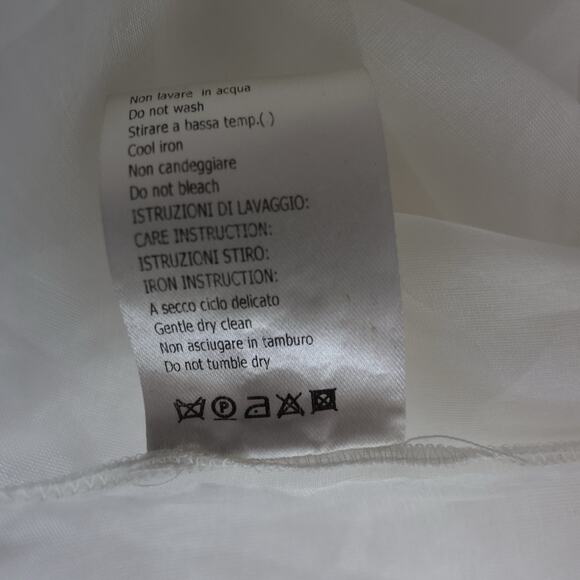 Non lavare in acqua
Do not wash
Stirare a bassa temp.( )
Cool iron
Non candeggiare
Do not bleach
ISTRUZIONI DI LAVAGGIO:
CARE INSTRUCTION:
ISTRUZIONI STIRO:
IRON INSTRUCTION:
A secco ciclo delicato
Gentle dry clean
Non asciugare in tamburo
Do not tumble dry
P